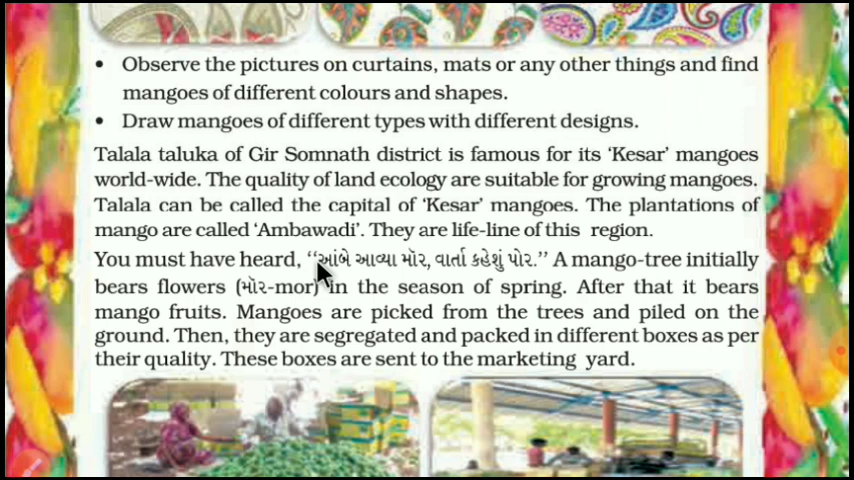 • Observe the pictures on curtains, mats or any other things and find
mangoes of different colours and shapes.
• Draw mangoes of different types with different designs.
Talala taluka of Gir Somnath district is famous for its ‘Kesar’ mangoes
world-wide. The quality of land ecology are suitable for growing mangoes.
Talala can be called the capital of ‘Kesar’ mangoes. The plantations of
mango are called ‘Ambawadi’. They are life-line of this region.
You must have heard, ‘‘આંબે આવ્યા મૉર, વાર્તા કહેશું પોર.’’ A mango-tree initially
bears flowers (મૉર-mor) in the season of spring. After that it bears
mango fruits. Mangoes are picked from the trees and piled on the
ground. Then, they are segregated and packed in different boxes as per
their quality. These boxes are sent to the marketing yard.